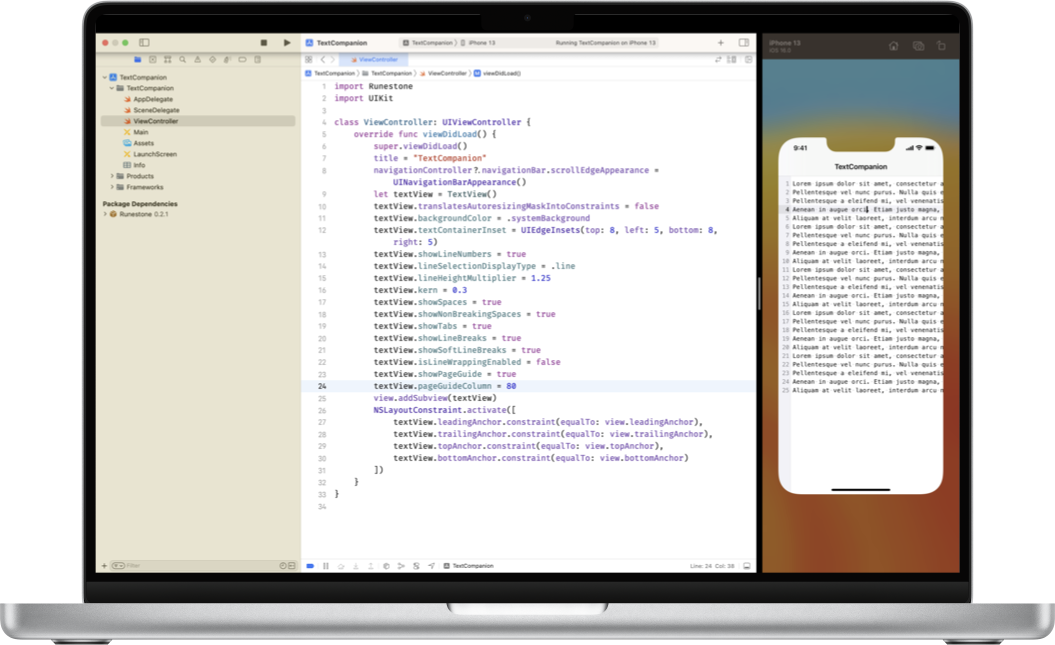 TextCompanion
TextCompanion
iPhone 13
Running TextCompanion on iPhone 13
iPhone 13
iOS 16.0
ViewController
TextCompanion
TextCompanion
ViewController
viewDidLoad()
TextCompanion
TextCompanion
AppDelegate
SceneDelegate
ViewController
Main
Assets
LaunchScreen
Info
Products
Frameworks
Package Dependencies
Runestone 0.2.1
Filter
1 import Runestone
2 import UIKit
3
4 class ViewController: UIViewController {
5 override func viewDidLoad() {
6 super.viewDidLoad()
7 title = "TextCompanion"
8 navigationController?.navigationBar.scrollEdgeAppearance =
UINavigationBarAppearance()
9 let textView = TextView()
10 textView.translatesAutoresizingMaskIntoConstraints = false
11 textView.backgroundColor = .systemBackground
12 textView.textContainerInset = UIEdgeInsets(top: 8, left: 5, bottom: 8,
right: 5)
13 textView.showLineNumbers = true
14 textView.lineSelectionDisplayType = .line
15 textView.lineHeightMultiplier = 1.25
16 textView.kern = 0.3
17 textView.showSpaces = true
18 textView.showNonBreakingSpaces = true
19 textView.showTabs = true
20 textView.showLineBreaks = true
21 textView.showSoftLineBreaks = true
22 textView.isLineWrappingEnabled = false
23 textView.showPageGuide = true
24 textView.pageGuideColumn = 80
25 view.addSubview(textView)
26 NSLayoutConstraint.activate([
27 textView.leadingAnchor.constraint(equalTo: view.leadingAnchor),
28 textView.trailingAnchor.constraint(equalTo: view.trailingAnchor),
29 textView.topAnchor.constraint(equalTo: view.topAnchor),
30 textView.bottomAnchor.constraint(equalTo: view.bottomAnchor)
31 ])
32 }
33 }
34
TextCompanion
Line: 24 Col: 38
9:41
TextCompanion
1 Lorem ipsum dolor sit amet, consectetur a
2 Pellentesque vel nunc purus. Nulla quis e
3 Pellentesque a eleifend mi, vel venenatis
4 Aenean in augue orci. Etiam justo magna,
5 Aliquam at velit laoreet, interdum arcu n
6 Lorem ipsum dolor sit amet, consectetur a
7 Pellentesque vel nunc purus. Nulla quis e
8 Pellentesque a eleifend mi, vel venenatis
9 Aenean in augue orci. Etiam justo magna,
10 Aliquam at velit laoreet, interdum arcu n
11 Lorem ipsum dolor sit amet, consectetur a
12 Pellentesque vel nunc purus. Nulla quis e
13 Pellentesque a eleifend mi, vel venenatis
14 Aenean in augue orci. Etiam justo magna,
15 Aliquam at velit laoreet, interdum arcu n
16 Lorem ipsum dolor sit amet, consectetur a
17 Pellentesque vel nunc purus. Nulla quis e
18 Pellentesque a eleifend mi, vel venenatis
19 Aenean in augue orci. Etiam justo magna,
20 Aliquam at velit laoreet, interdum arcu n
21 Lorem ipsum dolor sit amet, consectetur a
22 Pellentesque vel nunc purus. Nulla quis e
23 Pellentesque a eleifend mi, vel venenatis
24 Aenean in augue orci. Etiam justo magna,
25 Aliquam at velit laoreet, interdum arcu n